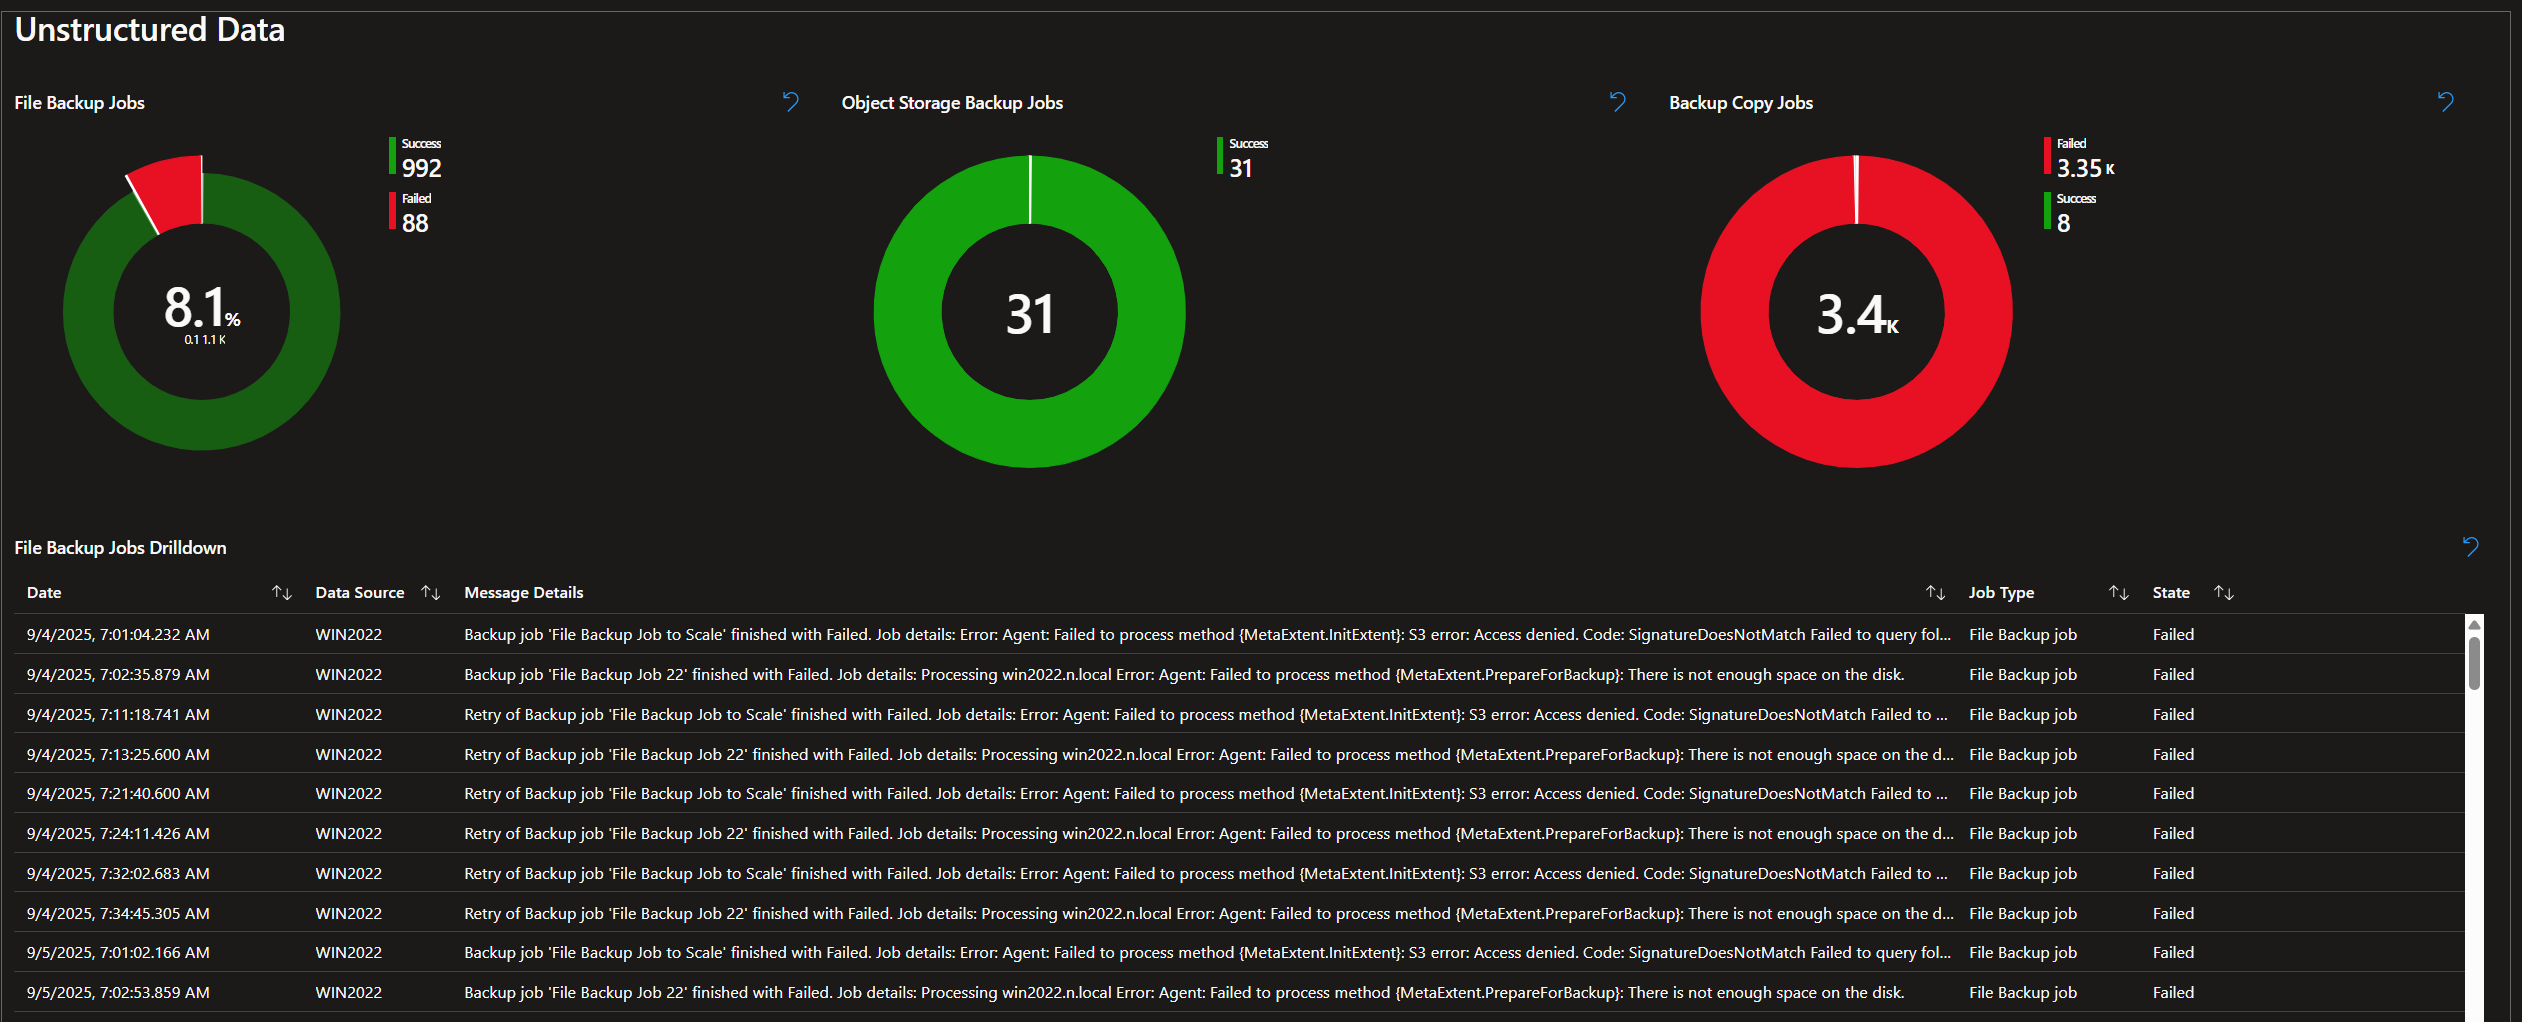 Unstructured Data
File Backup Jobs
Success
992
Failed
88
8.1%
0.1 1.1 K
Object Storage Backup Jobs
Success
31
31
Backup Copy Jobs
Failed
3.35 K
Success
8
3.4K
File Backup Jobs Drilldown
Date Data Source Message Details Job Type State
9/4/2025, 7:01:04.232 AM WIN2022 Backup job 'File Backup Job to Scale' finished with Failed. Job details: Error: Agent: Failed to process method {MetaExtent.InitExtent}: S3 error: Access denied. Code: SignatureDoesNotMatch Failed to query fol... File Backup job Failed
9/4/2025, 7:02:35.879 AM WIN2022 Backup job 'File Backup Job 22' finished with Failed. Job details: Processing win2022.n.local Error: Agent: Failed to process method {MetaExtent.PrepareForBackup}: There is not enough space on the disk. File Backup job Failed
9/4/2025, 7:11:18.741 AM WIN2022 Retry of Backup job 'File Backup Job to Scale' finished with Failed. Job details: Error: Agent: Failed to process method {MetaExtent.InitExtent}: S3 error: Access denied. Code: SignatureDoesNotMatch Failed to ... File Backup job Failed
9/4/2025, 7:13:25.600 AM WIN2022 Retry of Backup job 'File Backup Job 22' finished with Failed. Job details: Processing win2022.n.local Error: Agent: Failed to process method {MetaExtent.PrepareForBackup}: There is not enough space on the d... File Backup job Failed
9/4/2025, 7:21:40.600 AM WIN2022 Retry of Backup job 'File Backup Job to Scale' finished with Failed. Job details: Error: Agent: Failed to process method {MetaExtent.InitExtent}: S3 error: Access denied. Code: SignatureDoesNotMatch Failed to ... File Backup job Failed
9/4/2025, 7:24:11.426 AM WIN2022 Retry of Backup job 'File Backup Job 22' finished with Failed. Job details: Processing win2022.n.local Error: Agent: Failed to process method {MetaExtent.PrepareForBackup}: There is not enough space on the d... File Backup job Failed
9/4/2025, 7:32:02.683 AM WIN2022 Retry of Backup job 'File Backup Job to Scale' finished with Failed. Job details: Error: Agent: Failed to process method {MetaExtent.InitExtent}: S3 error: Access denied. Code: SignatureDoesNotMatch Failed to ... File Backup job Failed
9/4/2025, 7:34:45.305 AM WIN2022 Retry of Backup job 'File Backup Job 22' finished with Failed. Job details: Processing win2022.n.local Error: Agent: Failed to process method {MetaExtent.PrepareForBackup}: There is not enough space on the d... File Backup job Failed
9/5/2025, 7:01:02.166 AM WIN2022 Backup job 'File Backup Job to Scale' finished with Failed. Job details: Error: Agent: Failed to process method {MetaExtent.InitExtent}: S3 error: Access denied. Code: SignatureDoesNotMatch Failed to query fol... File Backup job Failed
9/5/2025, 7:02:53.859 AM WIN2022 Backup job 'File Backup Job 22' finished with Failed. Job details: Processing win2022.n.local Error: Agent: Failed to process method {MetaExtent.PrepareForBackup}: There is not enough space on the disk. File Backup job Failed